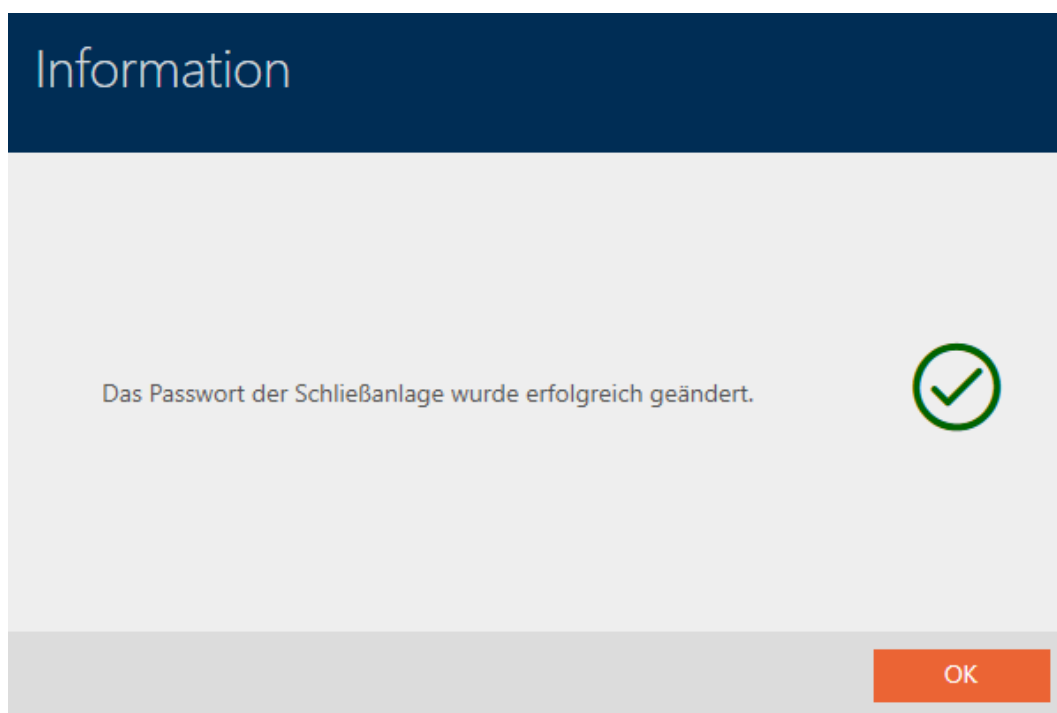 Information
Das Passwort der Schließanlage wurde erfolgreich geändert.
OK